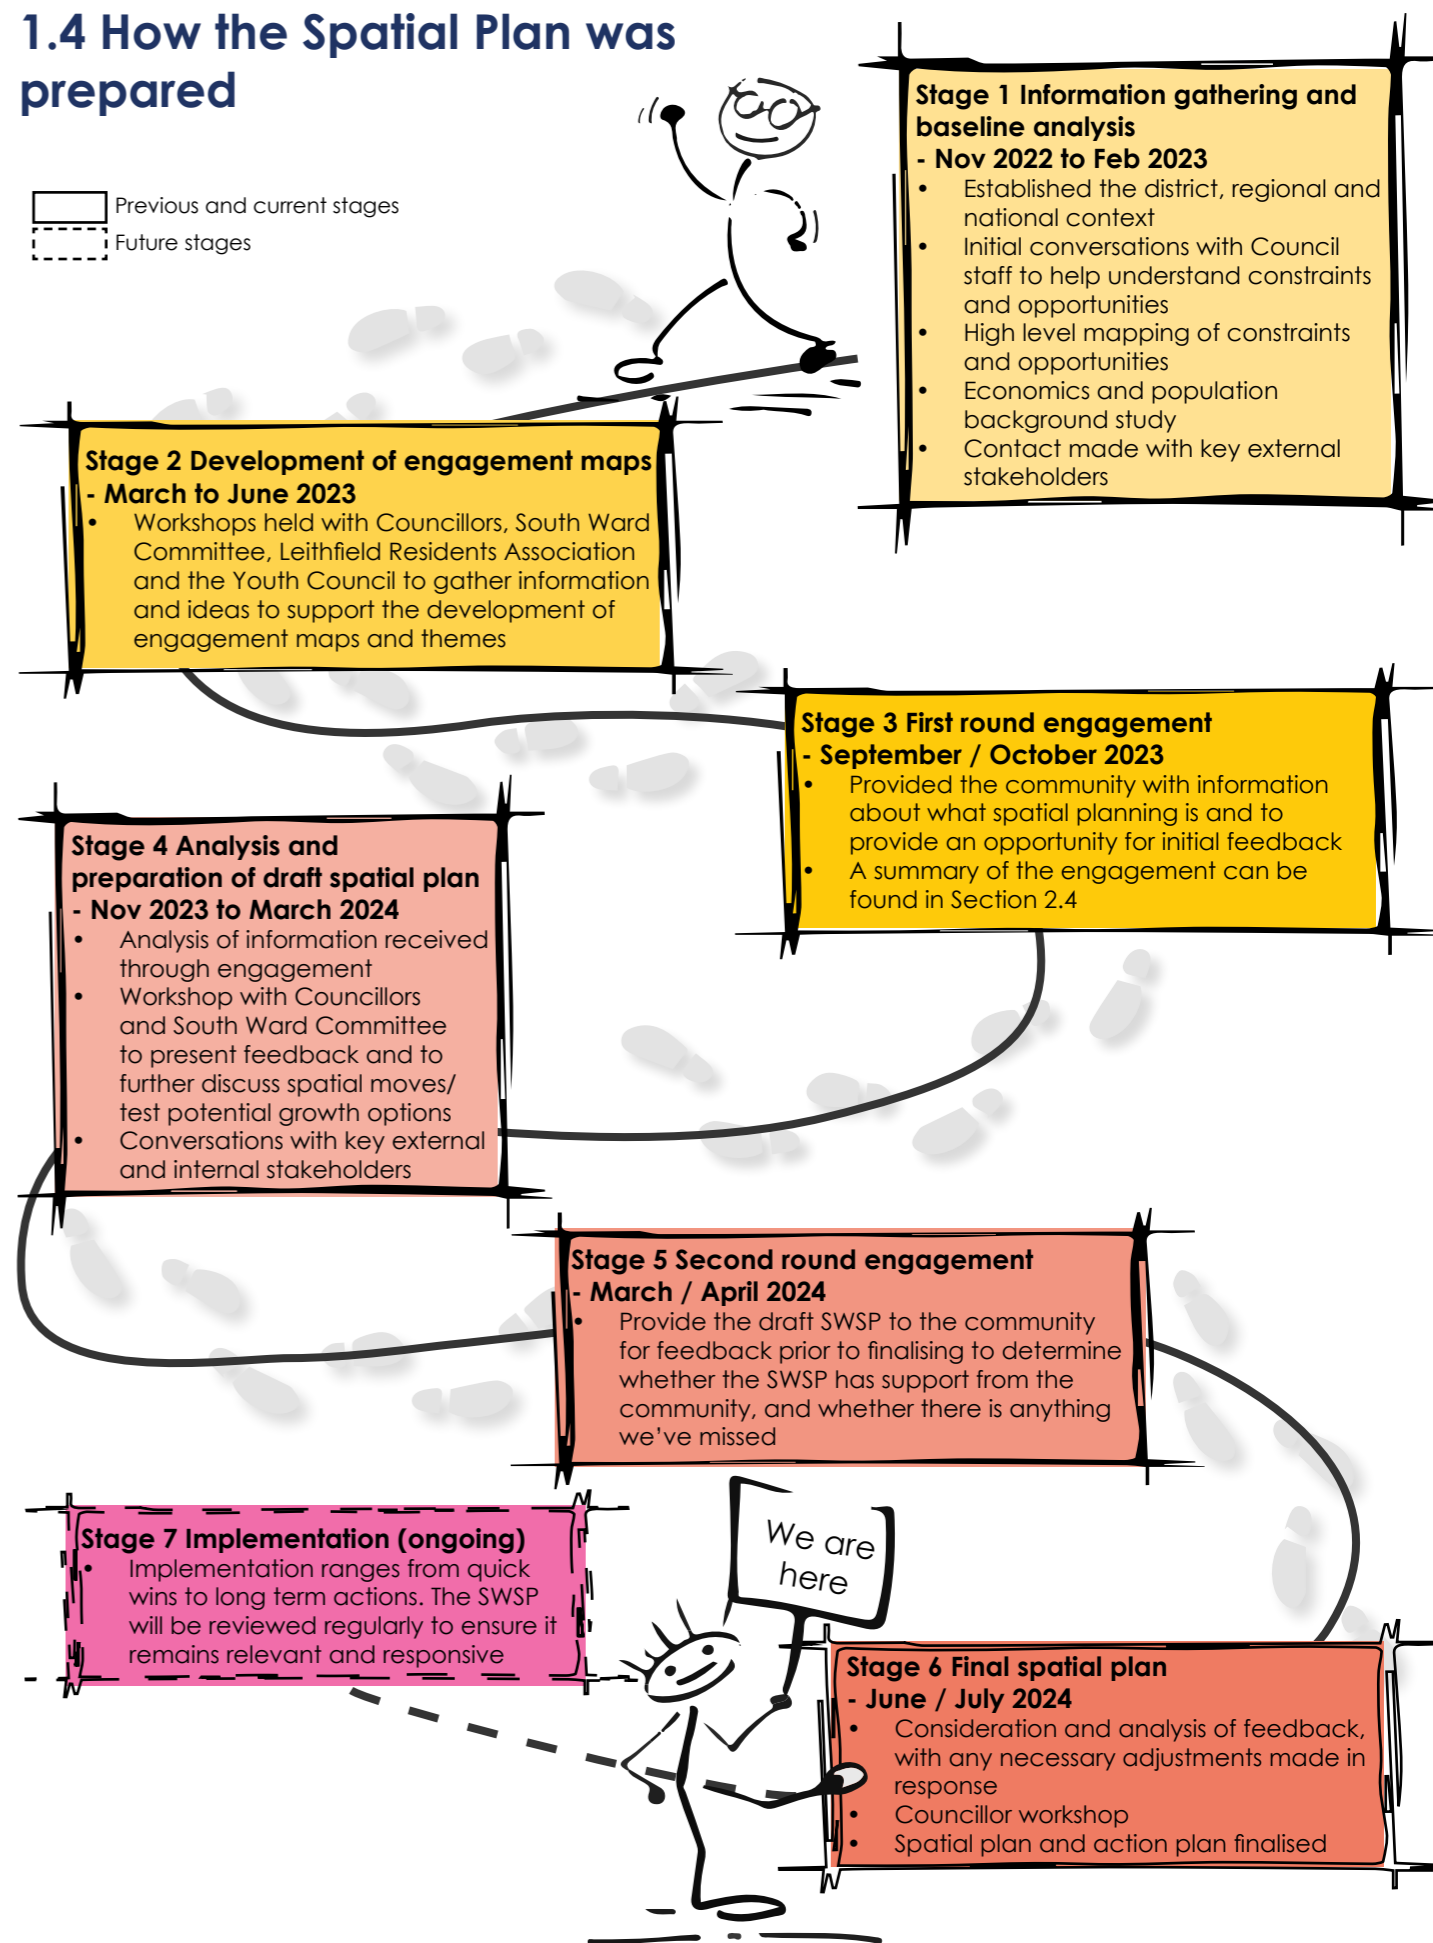 1.4 How the Spatial Plan was
prepared
Previous and current stages
Future stages
Stage 1 Information gathering and
baseline analysis
- Nov 2022 to Feb 2023
• Established the district, regional and
national context
• Initial conversations with Council
staff to help understand constraints
and opportunities
• High level mapping of constraints
and opportunities
• Economics and population
background study
• Contact made with key external
stakeholders
Stage 2 Development of engagement maps
- March to June 2023
• Workshops held with Councillors, South Ward
Committee, Leithfield Residents Association
and the Youth Council to gather information
and ideas to support the development of
engagement maps and themes
Stage 3 First round engagement
- September / October 2023
• Provided the community with information
about what spatial planning is and to
provide an opportunity for initial feedback
• A summary of the engagement can be
found in Section 2.4
Stage 4 Analysis and
preparation of draft spatial plan
- Nov 2023 to March 2024
• Analysis of information received
through engagement
• Workshop with Councillors
and South Ward Committee
to present feedback and to
further discuss spatial moves/
test potential growth options
• Conversations with key external
and internal stakeholders
Stage 5 Second round engagement
- March / April 2024
• Provide the draft SWSP to the community
for feedback prior to finalising to determine
whether the SWSP has support from the
community, and whether there is anything
we've missed
We are
here
Stage 6 Final spatial plan
- June / July 2024
• Consideration and analysis of feedback,
with any necessary adjustments made in
response
• Councillor workshop
• Spatial plan and action plan finalised
Stage 7 Implementation (ongoing)
• Implementation ranges from quick
wins to long term actions. The SWSP
will be reviewed regularly to ensure it
remains relevant and responsive